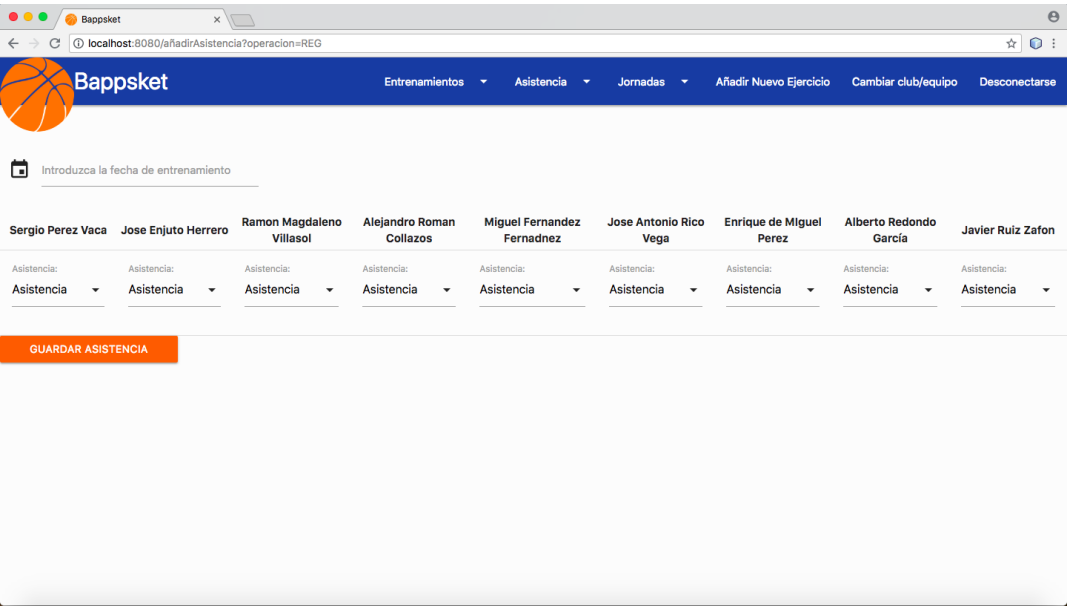 Bappsket
localhost:8080/añadirAsistencia?operacion=REG
Bappsket
Entrenamientos Asistencia Jornadas Añadir Nuevo Ejercicio Cambiar club/equipo Desconectarse
Introduzca la fecha de entrenamiento
Sergio Perez Vaca
Jose Enjuto Herrero
Ramon Magdaleno
Villasol
Alejandro Roman
Collazos
Miguel Fernandez
Fernadnez
Jose Antonio Rico
Vega
Enrique de MIguel
Perez
Alberto Redondo
García
Javier Ruiz Zafon
Asistencia: Asistencia: Asistencia: Asistencia: Asistencia: Asistencia: Asistencia: Asistencia: Asistencia:
Asistencia Asistencia Asistencia Asistencia Asistencia Asistencia Asistencia Asistencia Asistencia
GUARDAR ASISTENCIA